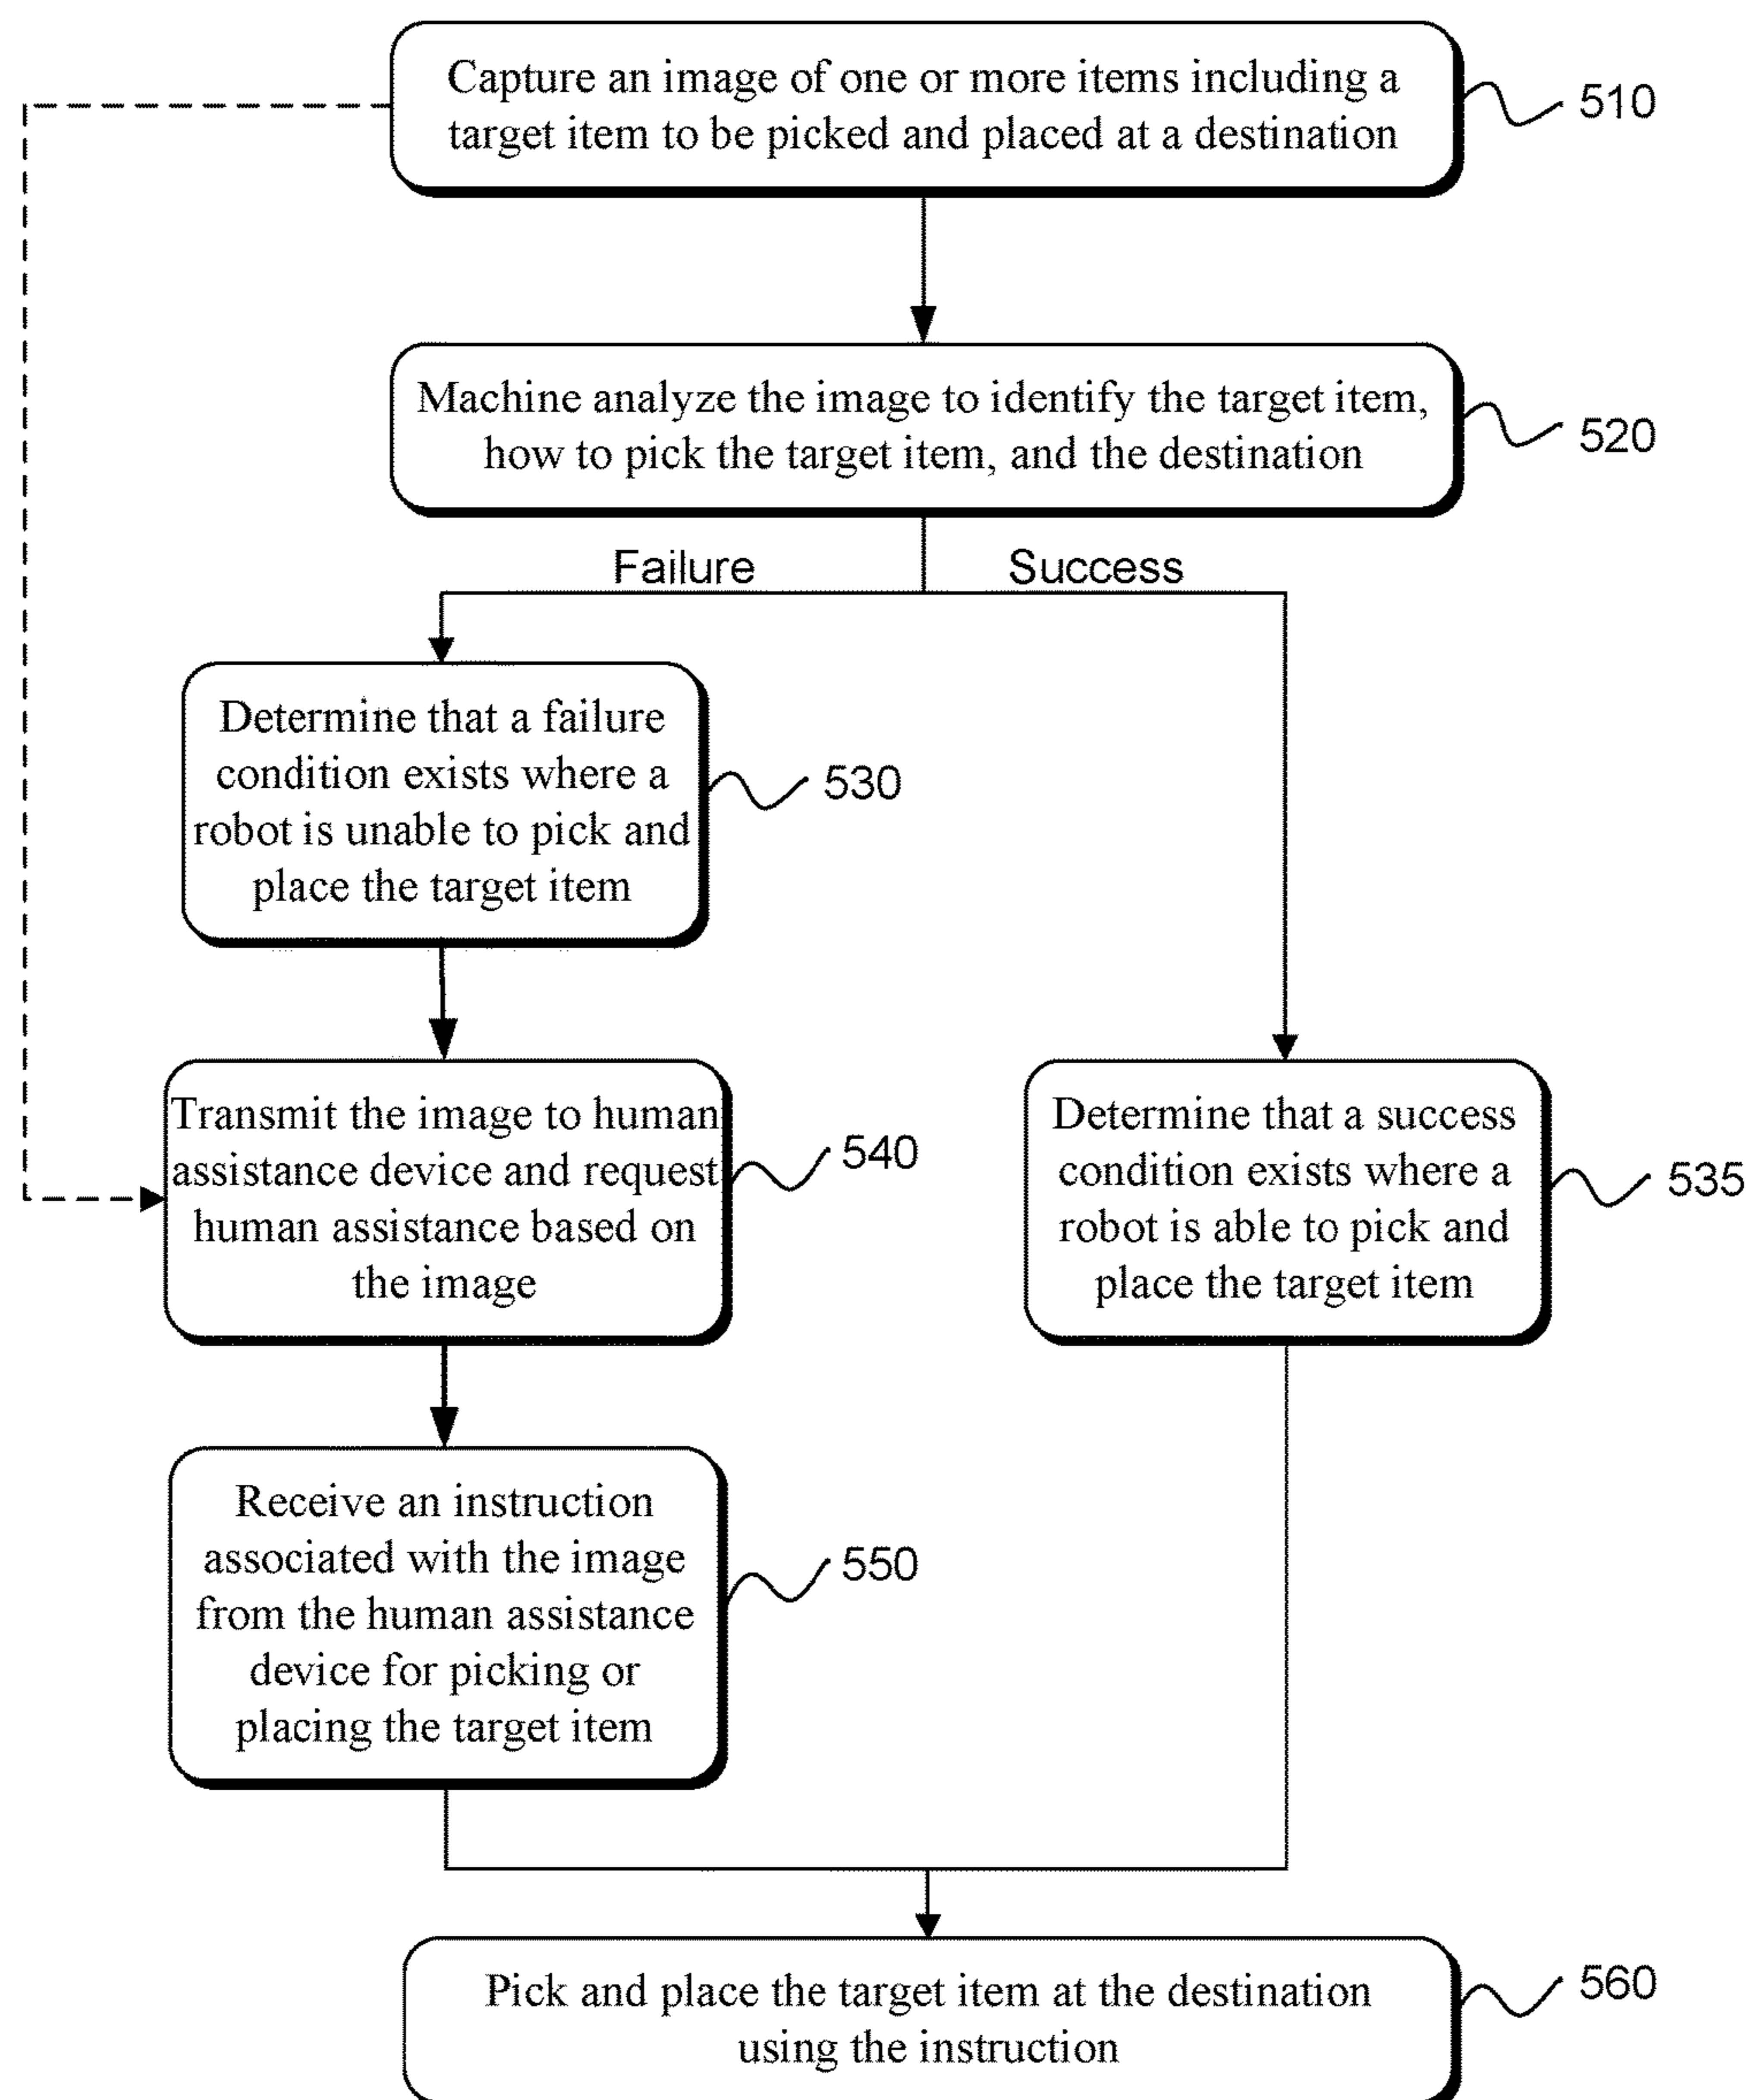 Capture an image of one or more items including a
target item to be picked and placed at a destination
510
Machine analyze the image to identify the target item,
how to pick the target item, and the destination
520
Failure
Success
Determine that a failure
condition exists where a
robot is unable to pick and
place the target item
530
Transmit the image to human
assistance device and request
human assistance based on
the image
540
Determine that a success
condition exists where a
robot is able to pick and
place the target item
535
Receive an instruction
associated with the image
from the human assistance
device for picking or
placing the target item
550
Pick and place the target item at the destination
using the instruction
560